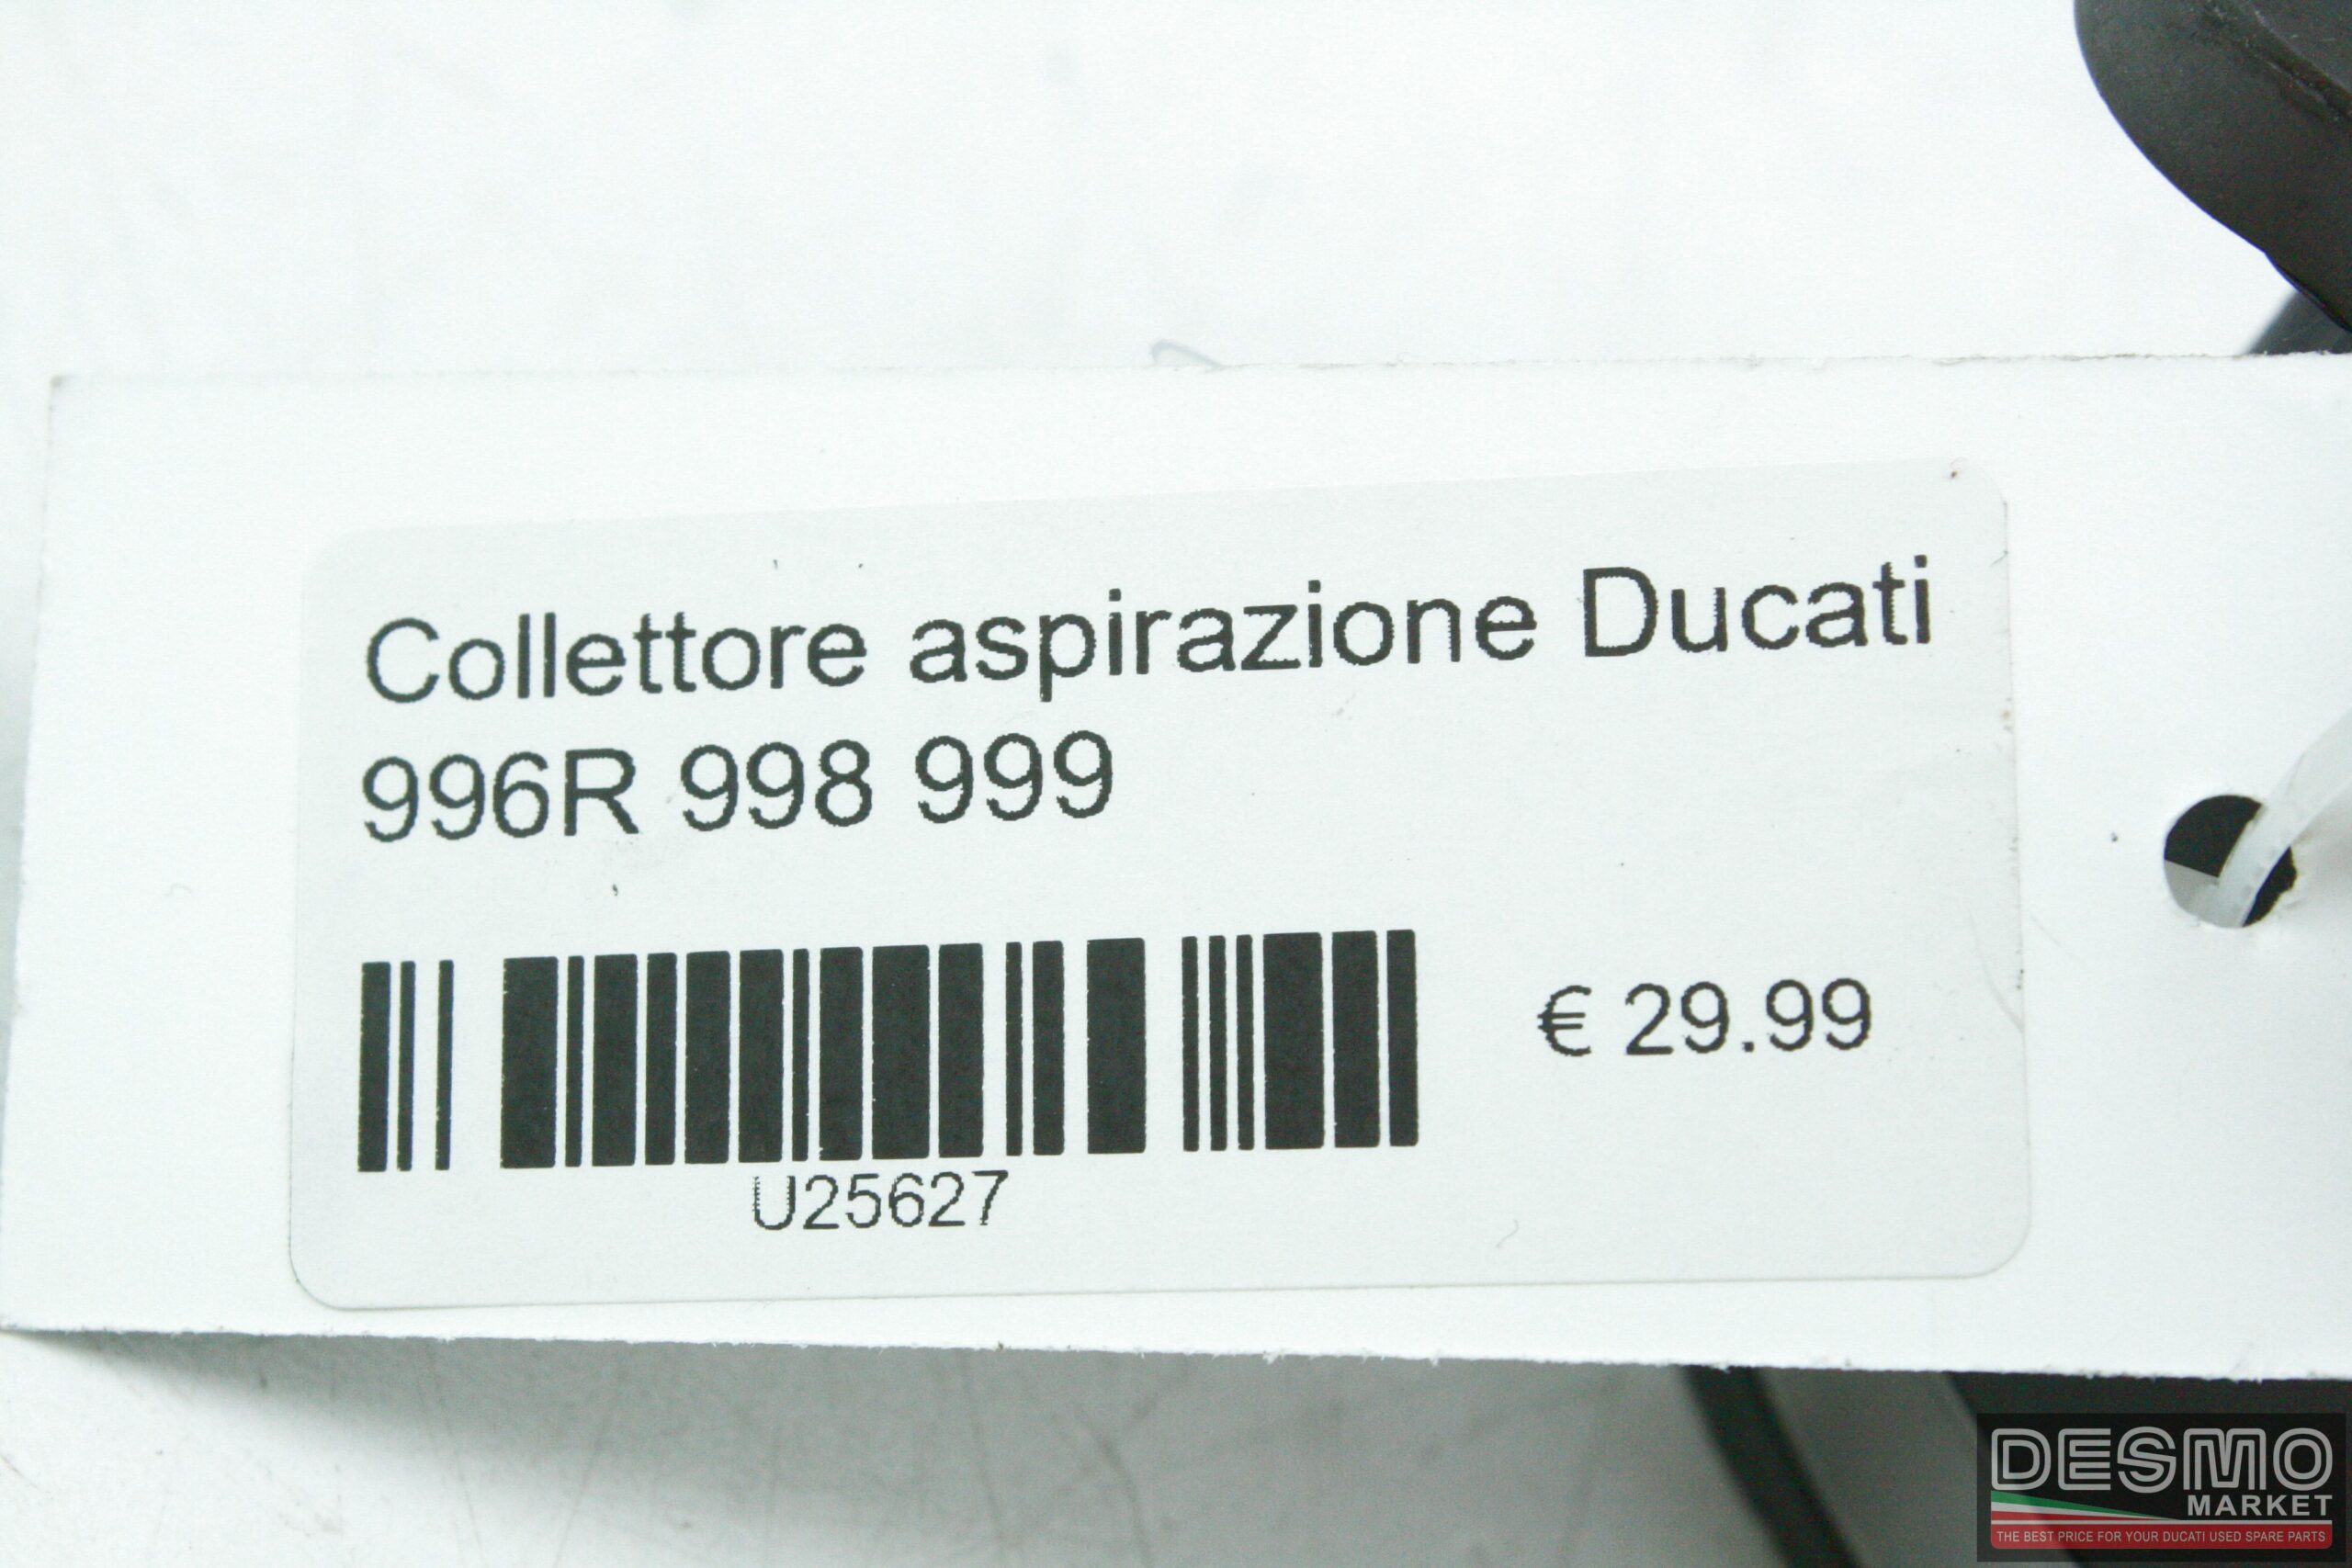 Collettore aspirazione Ducati
996R 998 999
€ 29.99
U25627
DESMO
MARKET
THE BEST PRICE FOR YOUR DUCATI USED SPARE PARTS